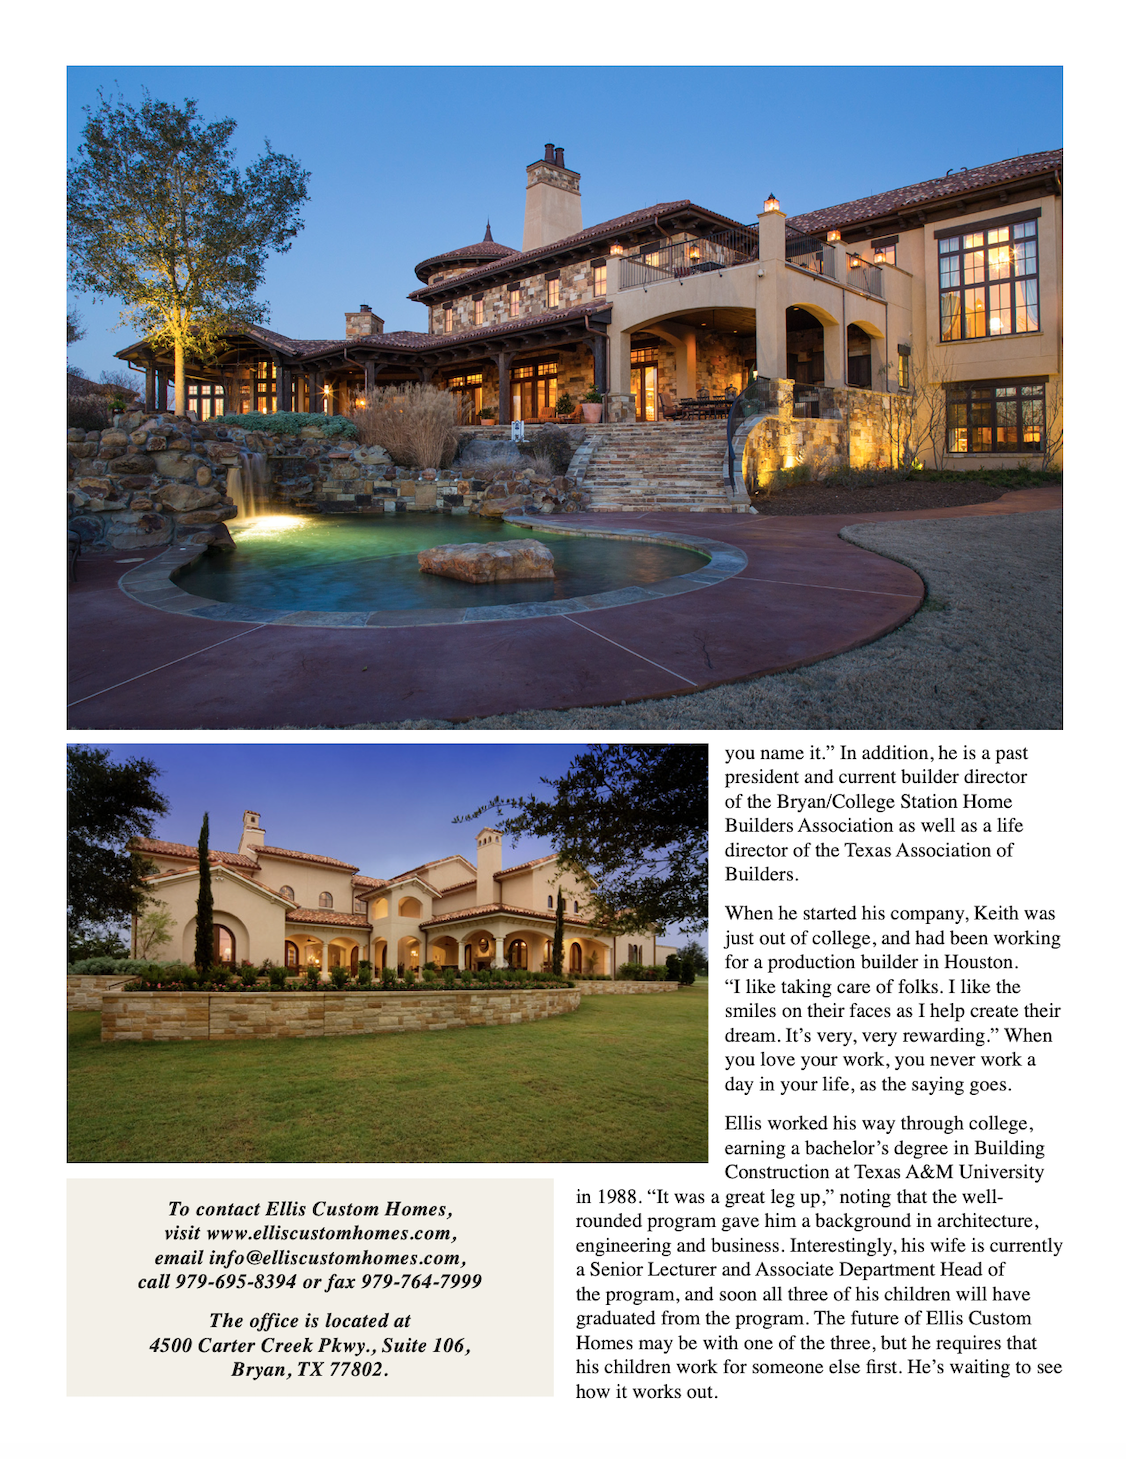 you name it.” In addition, he is a past
president and current builder director
of the Bryan/College Station Home
Builders Association as well as a life
director of the Texas Association of
Builders.
When he started his company, Keith was
just out of college, and had been working
for a production builder in Houston.
“I like taking care of folks. I like the
smiles on their faces as I help create their
dream. It’s very, very rewarding.” When
you love your work, you never work a
day in your life, as the saying goes.
Ellis worked his way through college,
earning a bachelor’s degree in Building
Construction at Texas A&M University
in 1988. “It was a great leg up,” noting that the well-
rounded program gave him a background in architecture,
engineering and business. Interestingly, his wife is currently
a Senior Lecturer and Associate Department Head of
the program, and soon all three of his children will have
graduated from the program. The future of Ellis Custom
Homes may be with one of the three, but he requires that
his children work for someone else first. He’s waiting to see
how it works out.
To contact Ellis Custom Homes,
visit www.elliscustomhomes.com,
email info@elliscustomhomes.com,
call 979-695-8394 or fax 979-764-7999
The office is located at
4500 Carter Creek Pkwy., Suite 106,
Bryan, TX 77802.